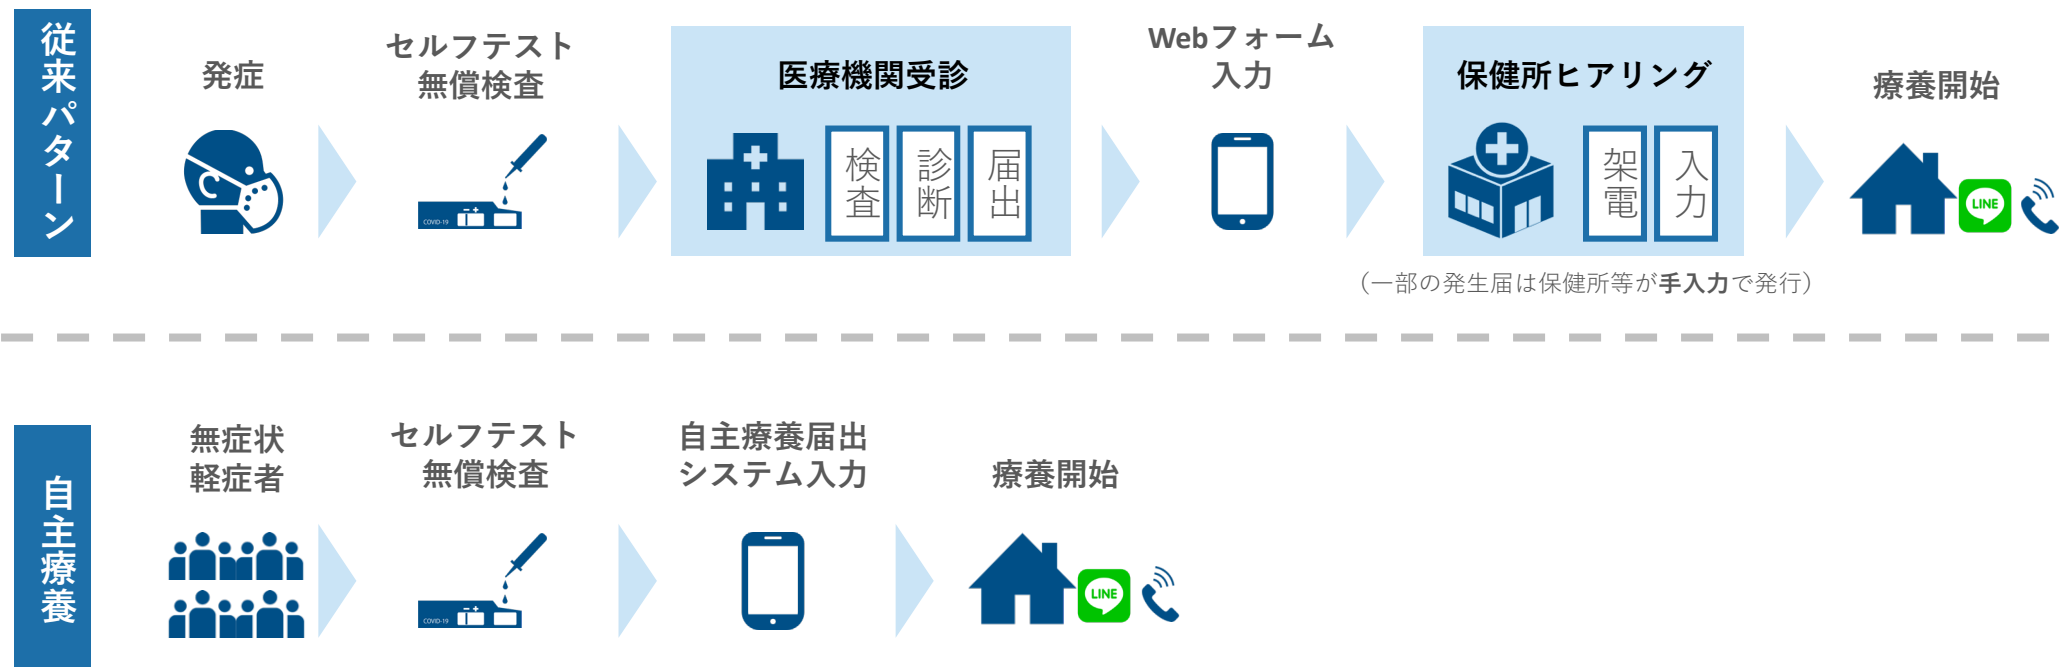 従来パターン
発症
セルフテスト
無償検査
COVID-19
医療機関受診
検査
診断
届出
Webフォーム
入力
保健所ヒアリング
架電
入力
(一部の発生届は保健所等が手入力で発行)
療養開始
LINE
自主療養
無症状
軽症者
セルフテスト
無償検査
COVID-19
自主療養届出
システム入力
療養開始
LINE